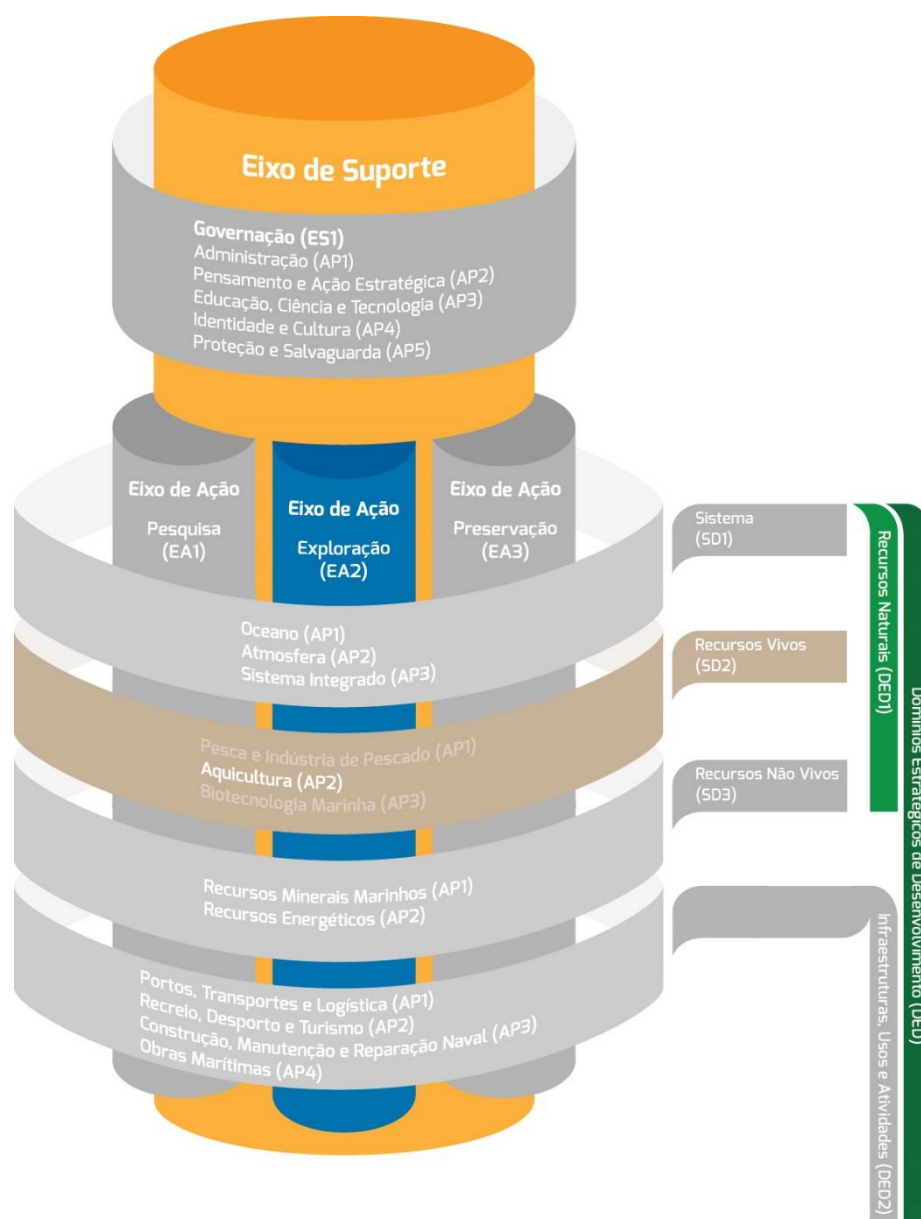 Eixo de Suporte
Governação (ES1)
Administração (AP1)
Pensamento e Ação Estratégica (AP2)
Educação, Ciência e Tecnologia (AP3)
Identidade e Cultura (AP4)
Proteção e Salvaguarda (AP5)
Eixo de Ação
Pesquisa
(EA1)
Eixo de Ação
Exploração
(EA2)
Eixo de Ação
Preservação
(EA3)
Oceano (AP1)
Atmosfera (AP2)
Sistema Integrado (AP3)
Pesca e Indústria de Pescado (AP1)
Aquicultura (AP2)
Biotecnologia Marinha (AP3)
Recursos Minerais Marinhos (AP1)
Recursos Energéticos (AP2)
Portos, Transportes e Logística (AP1)
Recreio, Desporto e Turismo (AP2)
Construção, Manutenção e Reparação Naval (AP3)
Obras Marítimas (AP4)
Sistema
(SD1)
Recursos Vivos
(SD2)
Recursos Não Vivos
(SD3)
Recursos Naturais (DED1)
Infraestruturas, Usos e Atividades (DED2)
Domínios Estratégicos de Desenvolvimento (DED)